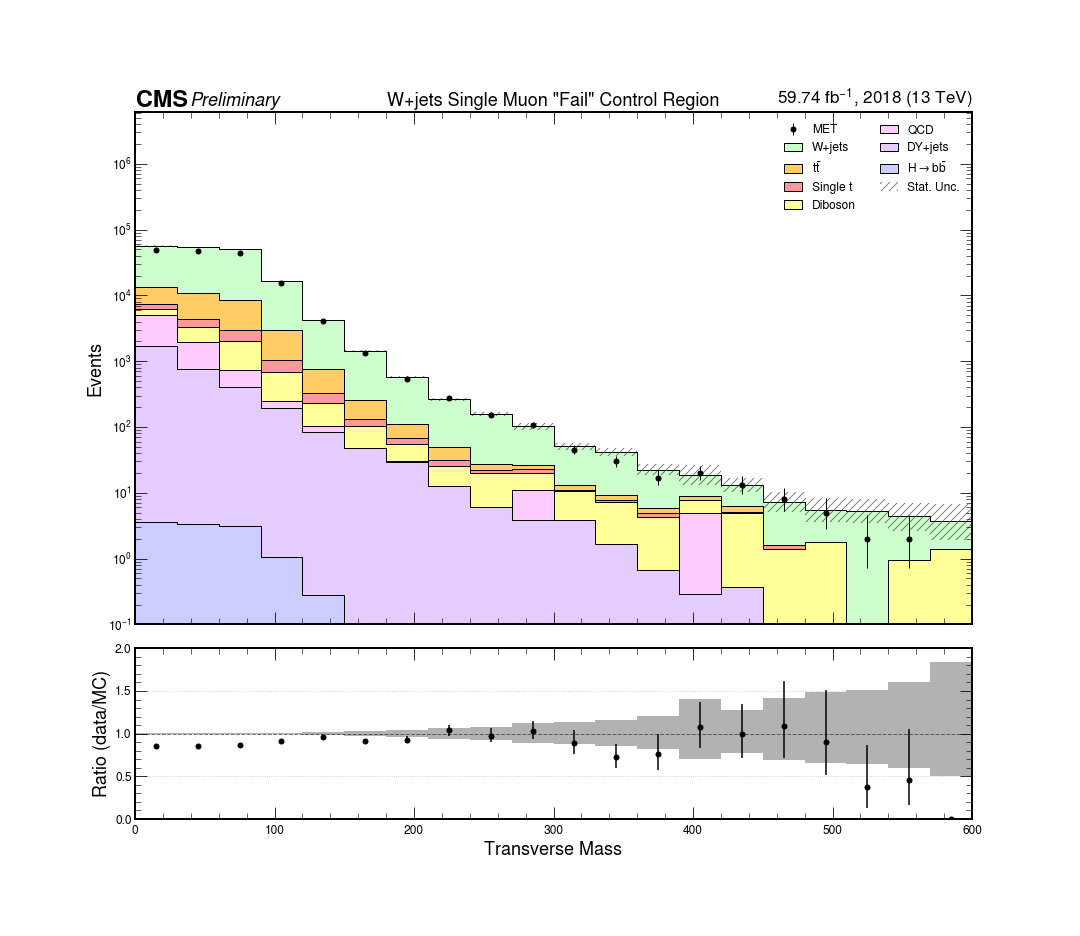 CMS Preliminary W+jets Single Muon "Fail" Control Region 59.74 fb⁻¹, 2018 (13 TeV)
MET QCD
W+jets DY+jets
tt̄ H→bb̄
Single t Stat. Unc.
Diboson
10⁶
10⁵
10⁴
10³
10²
10¹
10⁰
10⁻¹
Events
2.0
1.5
1.0
0.5
0.0
Ratio (data/MC)
0 100 200 300 400 500 600
Transverse Mass